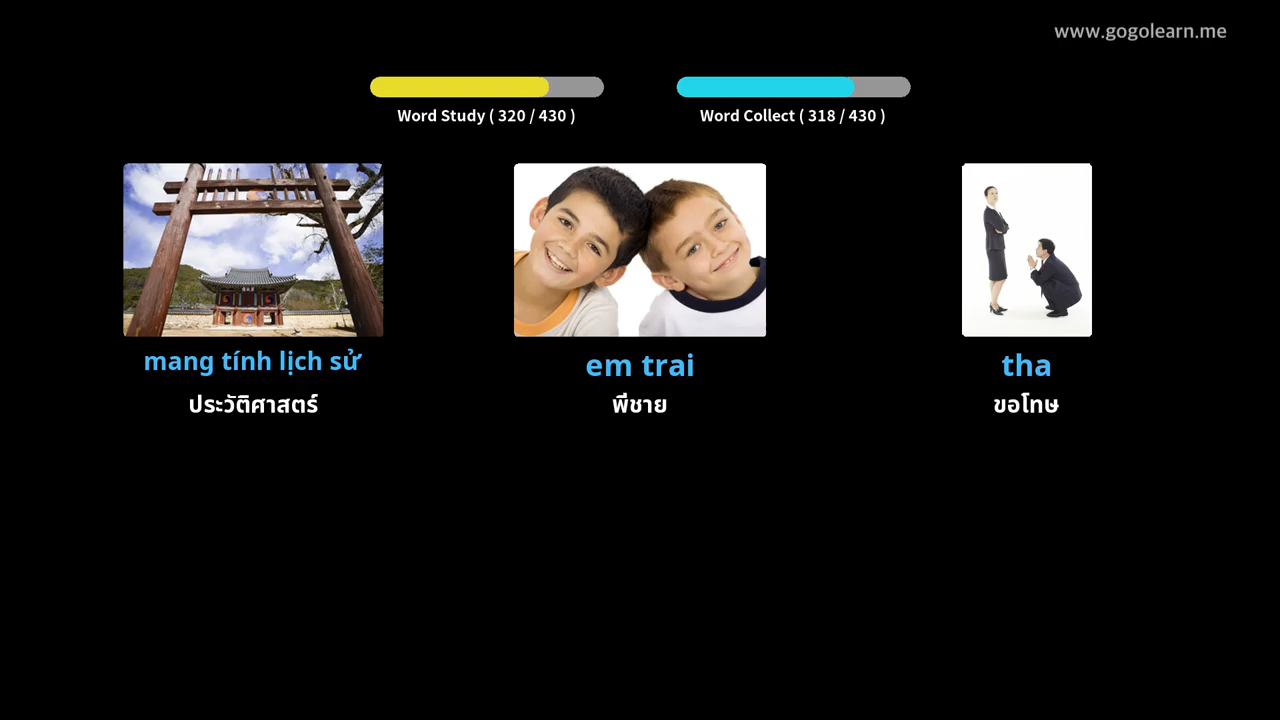 www.gogolearn.me
Word Study ( 320 / 430 )
Word Collect ( 318 / 430 )
mang tính lịch sử
em trai
tha
ประวัติศาสตร์
พี่ชาย
ขอโทษ